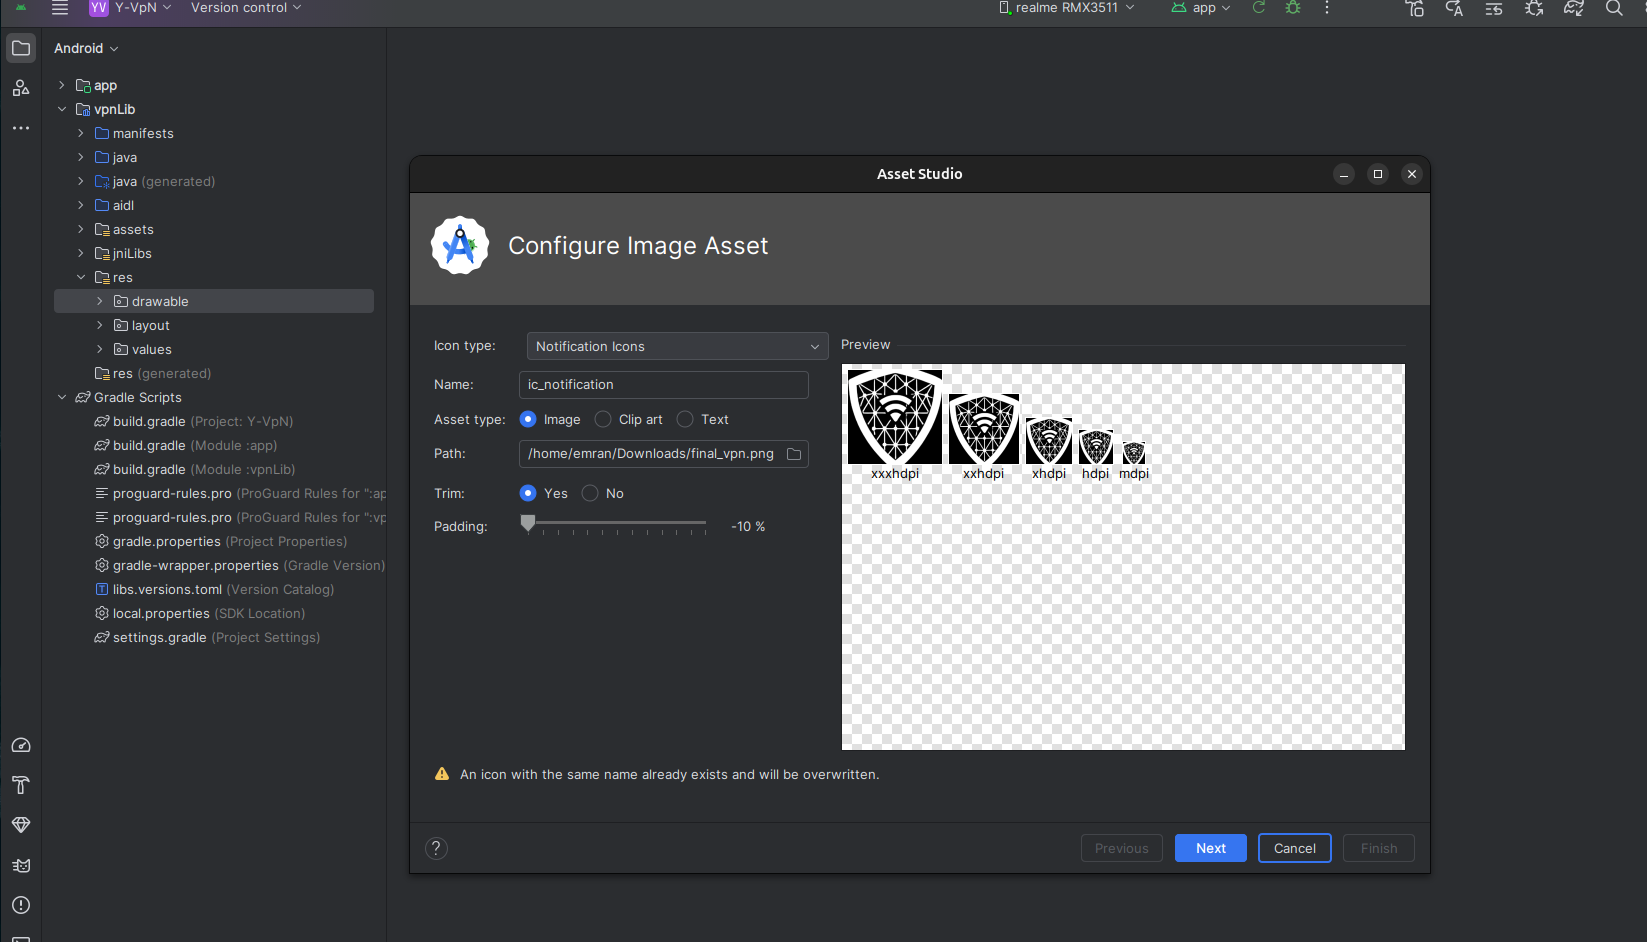 YV Y-VpN Version control realme RMX3511 app
Android
app
vpnLib
manifests
java
java (generated)
aidl
assets
jniLibs
res
drawable
layout
values
res (generated)
Gradle Scripts
build.gradle (Project: Y-VpN)
build.gradle (Module :app)
build.gradle (Module :vpnLib)
proguard-rules.pro (ProGuard Rules for ":ap
proguard-rules.pro (ProGuard Rules for ":vp
gradle.properties (Project Properties)
gradle-wrapper.properties (Gradle Version)
libs.versions.toml (Version Catalog)
local.properties (SDK Location)
settings.gradle (Project Settings)
Asset Studio
Configure Image Asset
Icon type: Notification Icons
Name: ic_notification
Asset type: Image Clip art Text
Path: /home/emran/Downloads/final_vpn.png
Trim: Yes No
Padding: -10 %
Preview
xxxhdpi xxhdpi xhdpi hdpi mdpi
An icon with the same name already exists and will be overwritten.
? Previous Next Cancel Finish